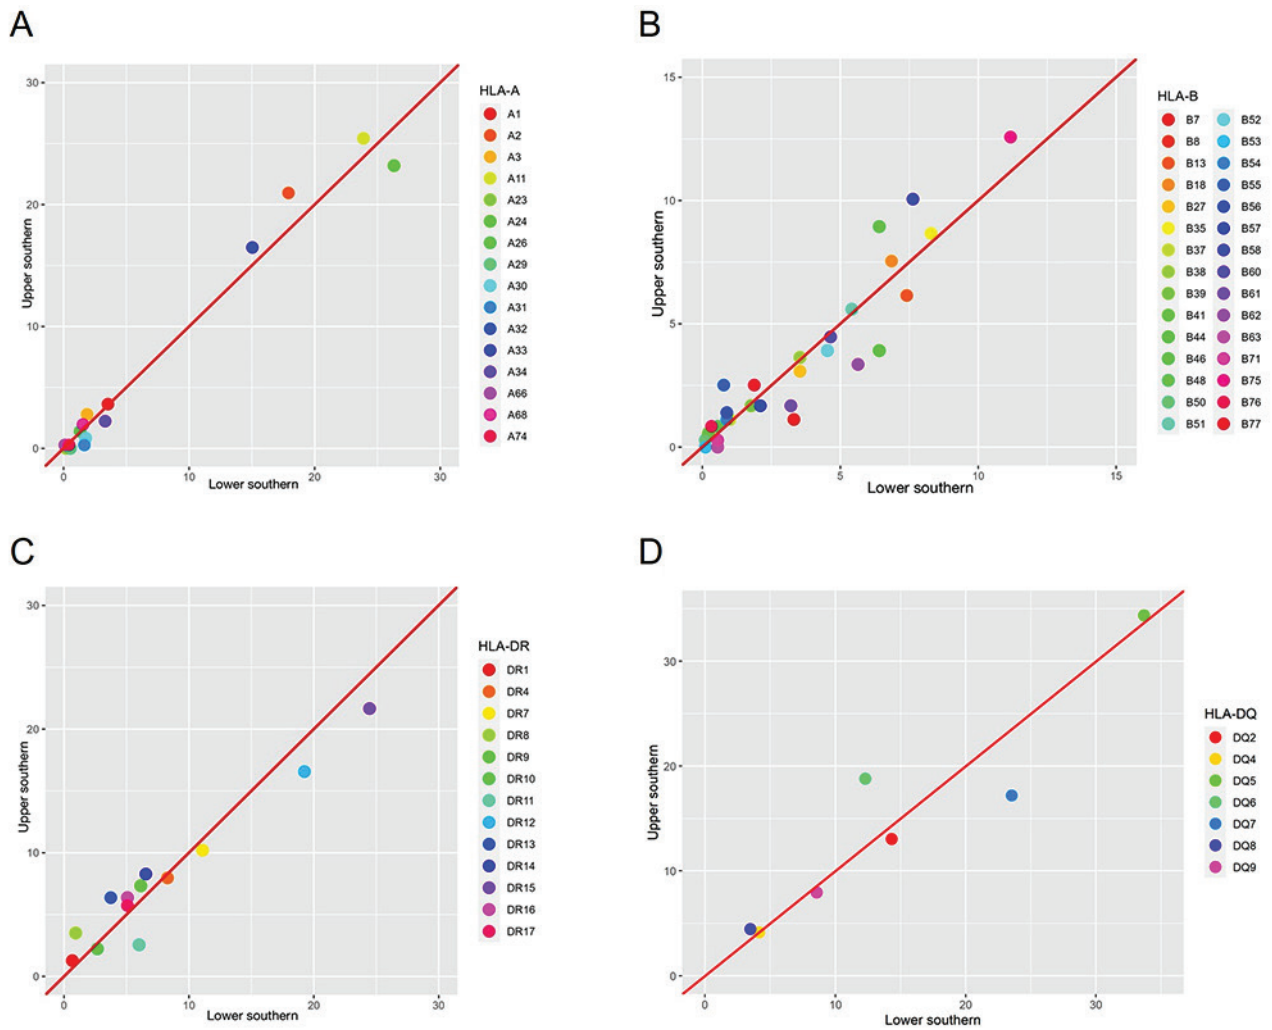 A
30
20
10
0
0
10
20
30
Upper southern
Lower southern
HLA-A
A1
A2
A3
A11
A23
A24
A26
A29
A30
A31
A32
A33
A34
A66
A68
A74
B
15
10
5
0
0
5
10
15
Upper southern
Lower southern
HLA-B
B7 B52
B8 B53
B13 B54
B18 B55
B27 B56
B35 B57
B37 B58
B38 B60
B39 B61
B41 B62
B44 B63
B46 B71
B48 B75
B50 B76
B51 B77
C
30
20
10
0
0
10
20
30
Upper southern
Lower southern
HLA-DR
DR1
DR4
DR7
DR8
DR9
DR10
DR11
DR12
DR13
DR14
DR15
DR16
DR17
D
30
20
10
0
0
10
20
30
Upper southern
Lower southern
HLA-DQ
DQ2
DQ4
DQ5
DQ6
DQ7
DQ8
DQ9